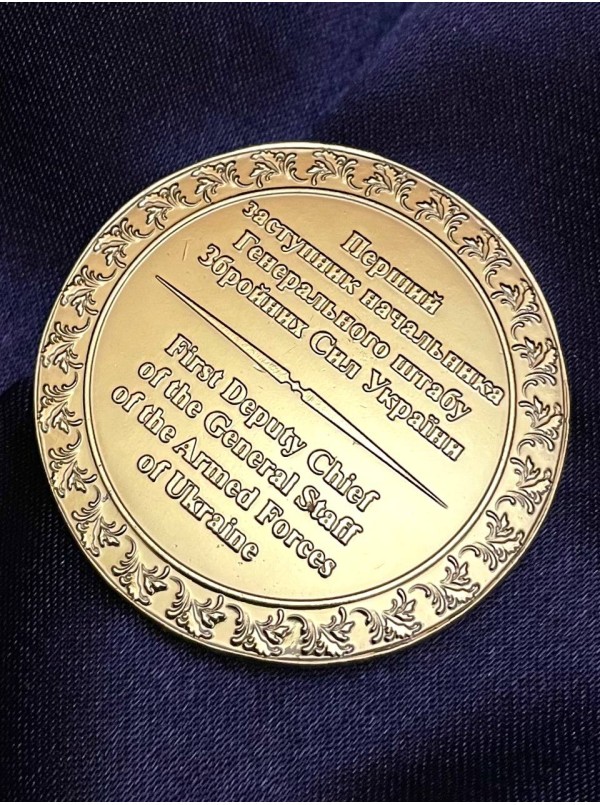 Перший
заступник начальника
Генерального штабу
Збройних Сил України
First Deputy Chief
of the General Staff
of the Armed Forces
of Ukraine